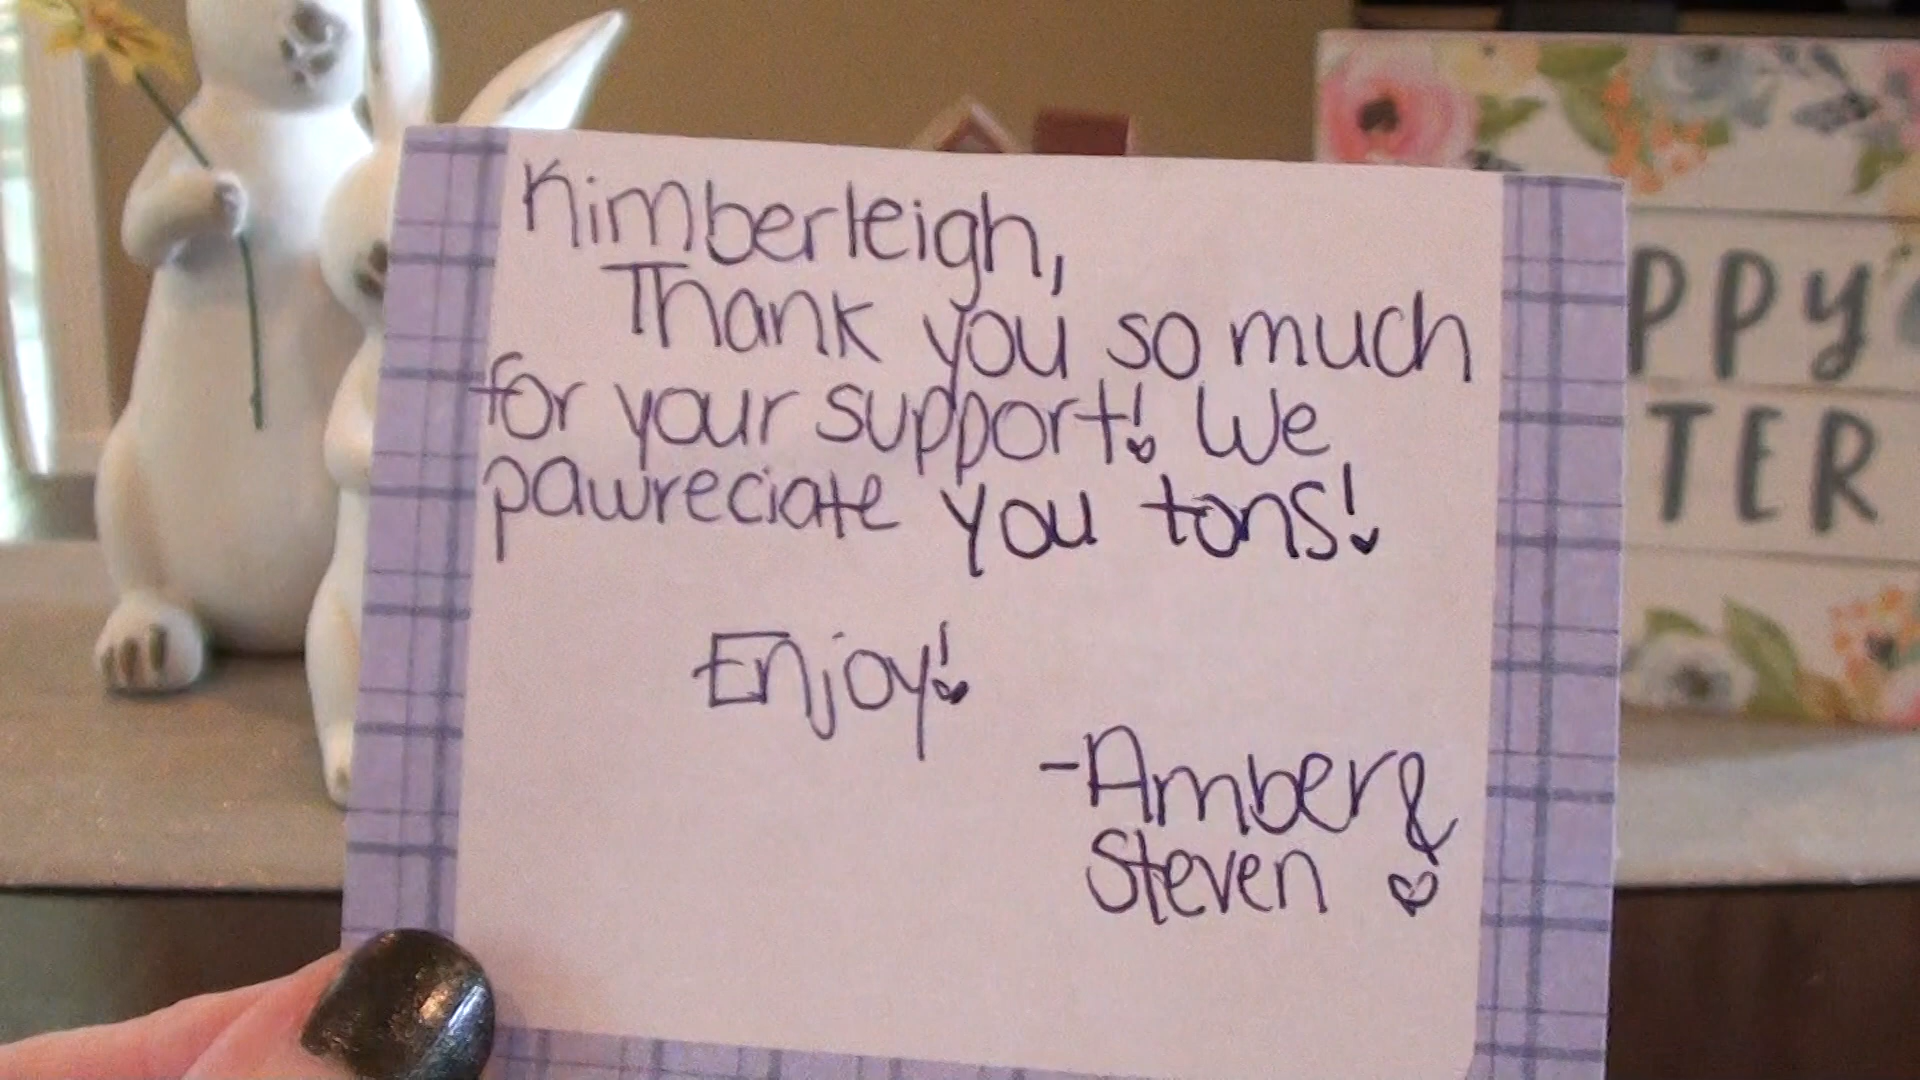 Kimberleigh,
Thank you so much
for your support! We
pawreciate you tons!
Enjoy!
-Amber &
Steven
PPY
TER